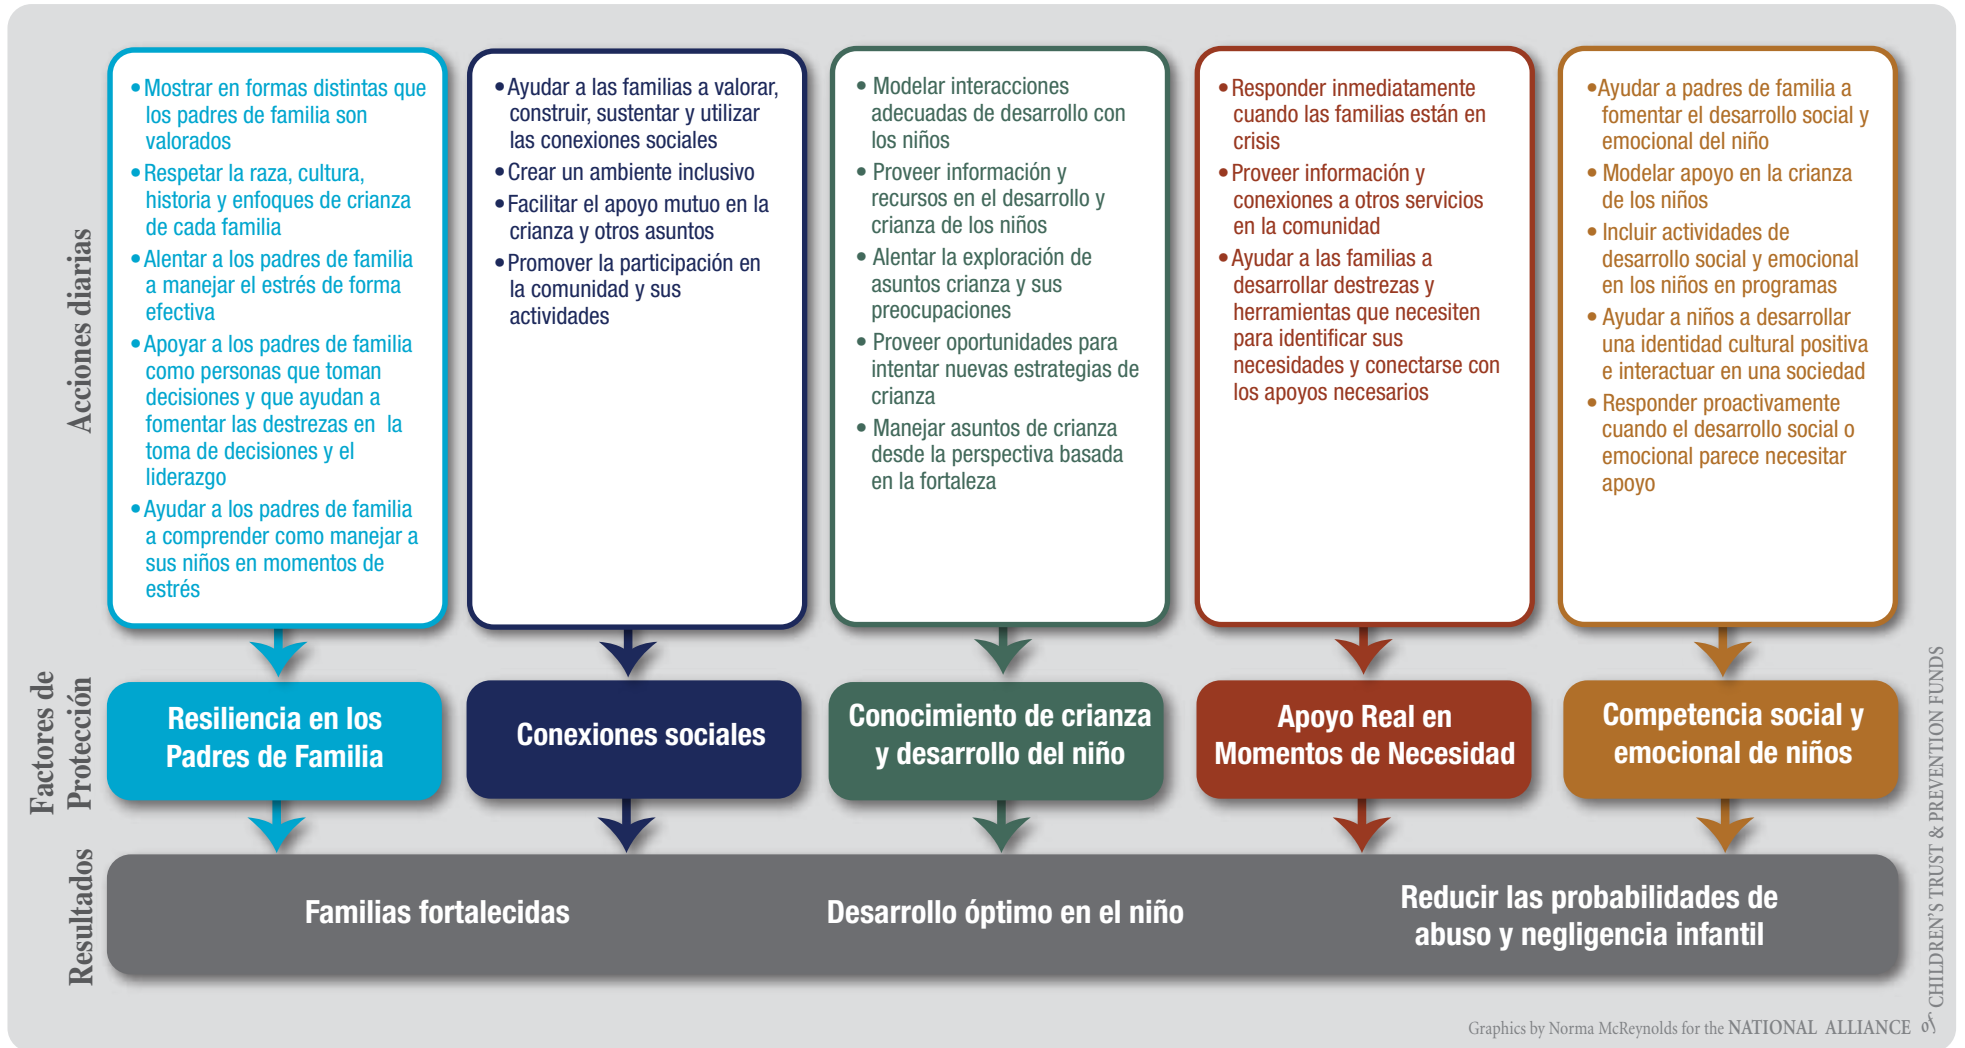 Acciones diarias
• Mostrar en formas distintas que
los padres de familia son
valorados
• Respetar la raza, cultura,
historia y enfoques de crianza
de cada familia
• Alentar a los padres de familia
a manejar el estrés de forma
efectiva
• Apoyar a los padres de familia
como personas que toman
decisiones y que ayudan a
fomentar las destrezas en la
toma de decisiones y el
liderazgo
• Ayudar a los padres de familia
a comprender como manejar a
sus niños en momentos de
estrés
• Ayudar a las familias a valorar,
construir, sustentar y utilizar
las conexiones sociales
• Crear un ambiente inclusivo
• Facilitar el apoyo mutuo en la
crianza y otros asuntos
• Promover la participación en
la comunidad y sus
actividades
• Modelar interacciones
adecuadas de desarrollo con
los niños
• Proveer información y
recursos en el desarrollo y
crianza de los niños
• Alentar la exploración de
asuntos crianza y sus
preocupaciones
• Proveer oportunidades para
intentar nuevas estrategias de
crianza
• Manejar asuntos de crianza
desde la perspectiva basada
en la fortaleza
• Responder inmediatamente
cuando las familias están en
crisis
• Proveer información y
conexiones a otros servicios
en la comunidad
• Ayudar a las familias a
desarrollar destrezas y
herramientas que necesiten
para identificar sus
necesidades y conectarse con
los apoyos necesarios
• Ayudar a padres de familia a
fomentar el desarrollo social y
emocional del niño
• Modelar apoyo en la crianza
de los niños
• Incluir actividades de
desarrollo social y emocional
en los niños en programas
• Ayudar a niños a desarrollar
una identidad cultural positiva
e interactuar en una sociedad
• Responder proactivamente
cuando el desarrollo social o
emocional parece necesitar
apoyo
Factores de
Protección
Resiliencia en los
Padres de Familia
Conexiones sociales
Conocimiento de crianza
y desarrollo del niño
Apoyo Real en
Momentos de Necesidad
Competencia social y
emocional de niños
Resultados
Familias fortalecidas
Desarrollo óptimo en el niño
Reducir las probabilidades de
abuso y negligencia infantil
Graphics by Norma McReynolds for the NATIONAL ALLIANCE of
CHILDREN'S TRUST & PREVENTION FUNDS